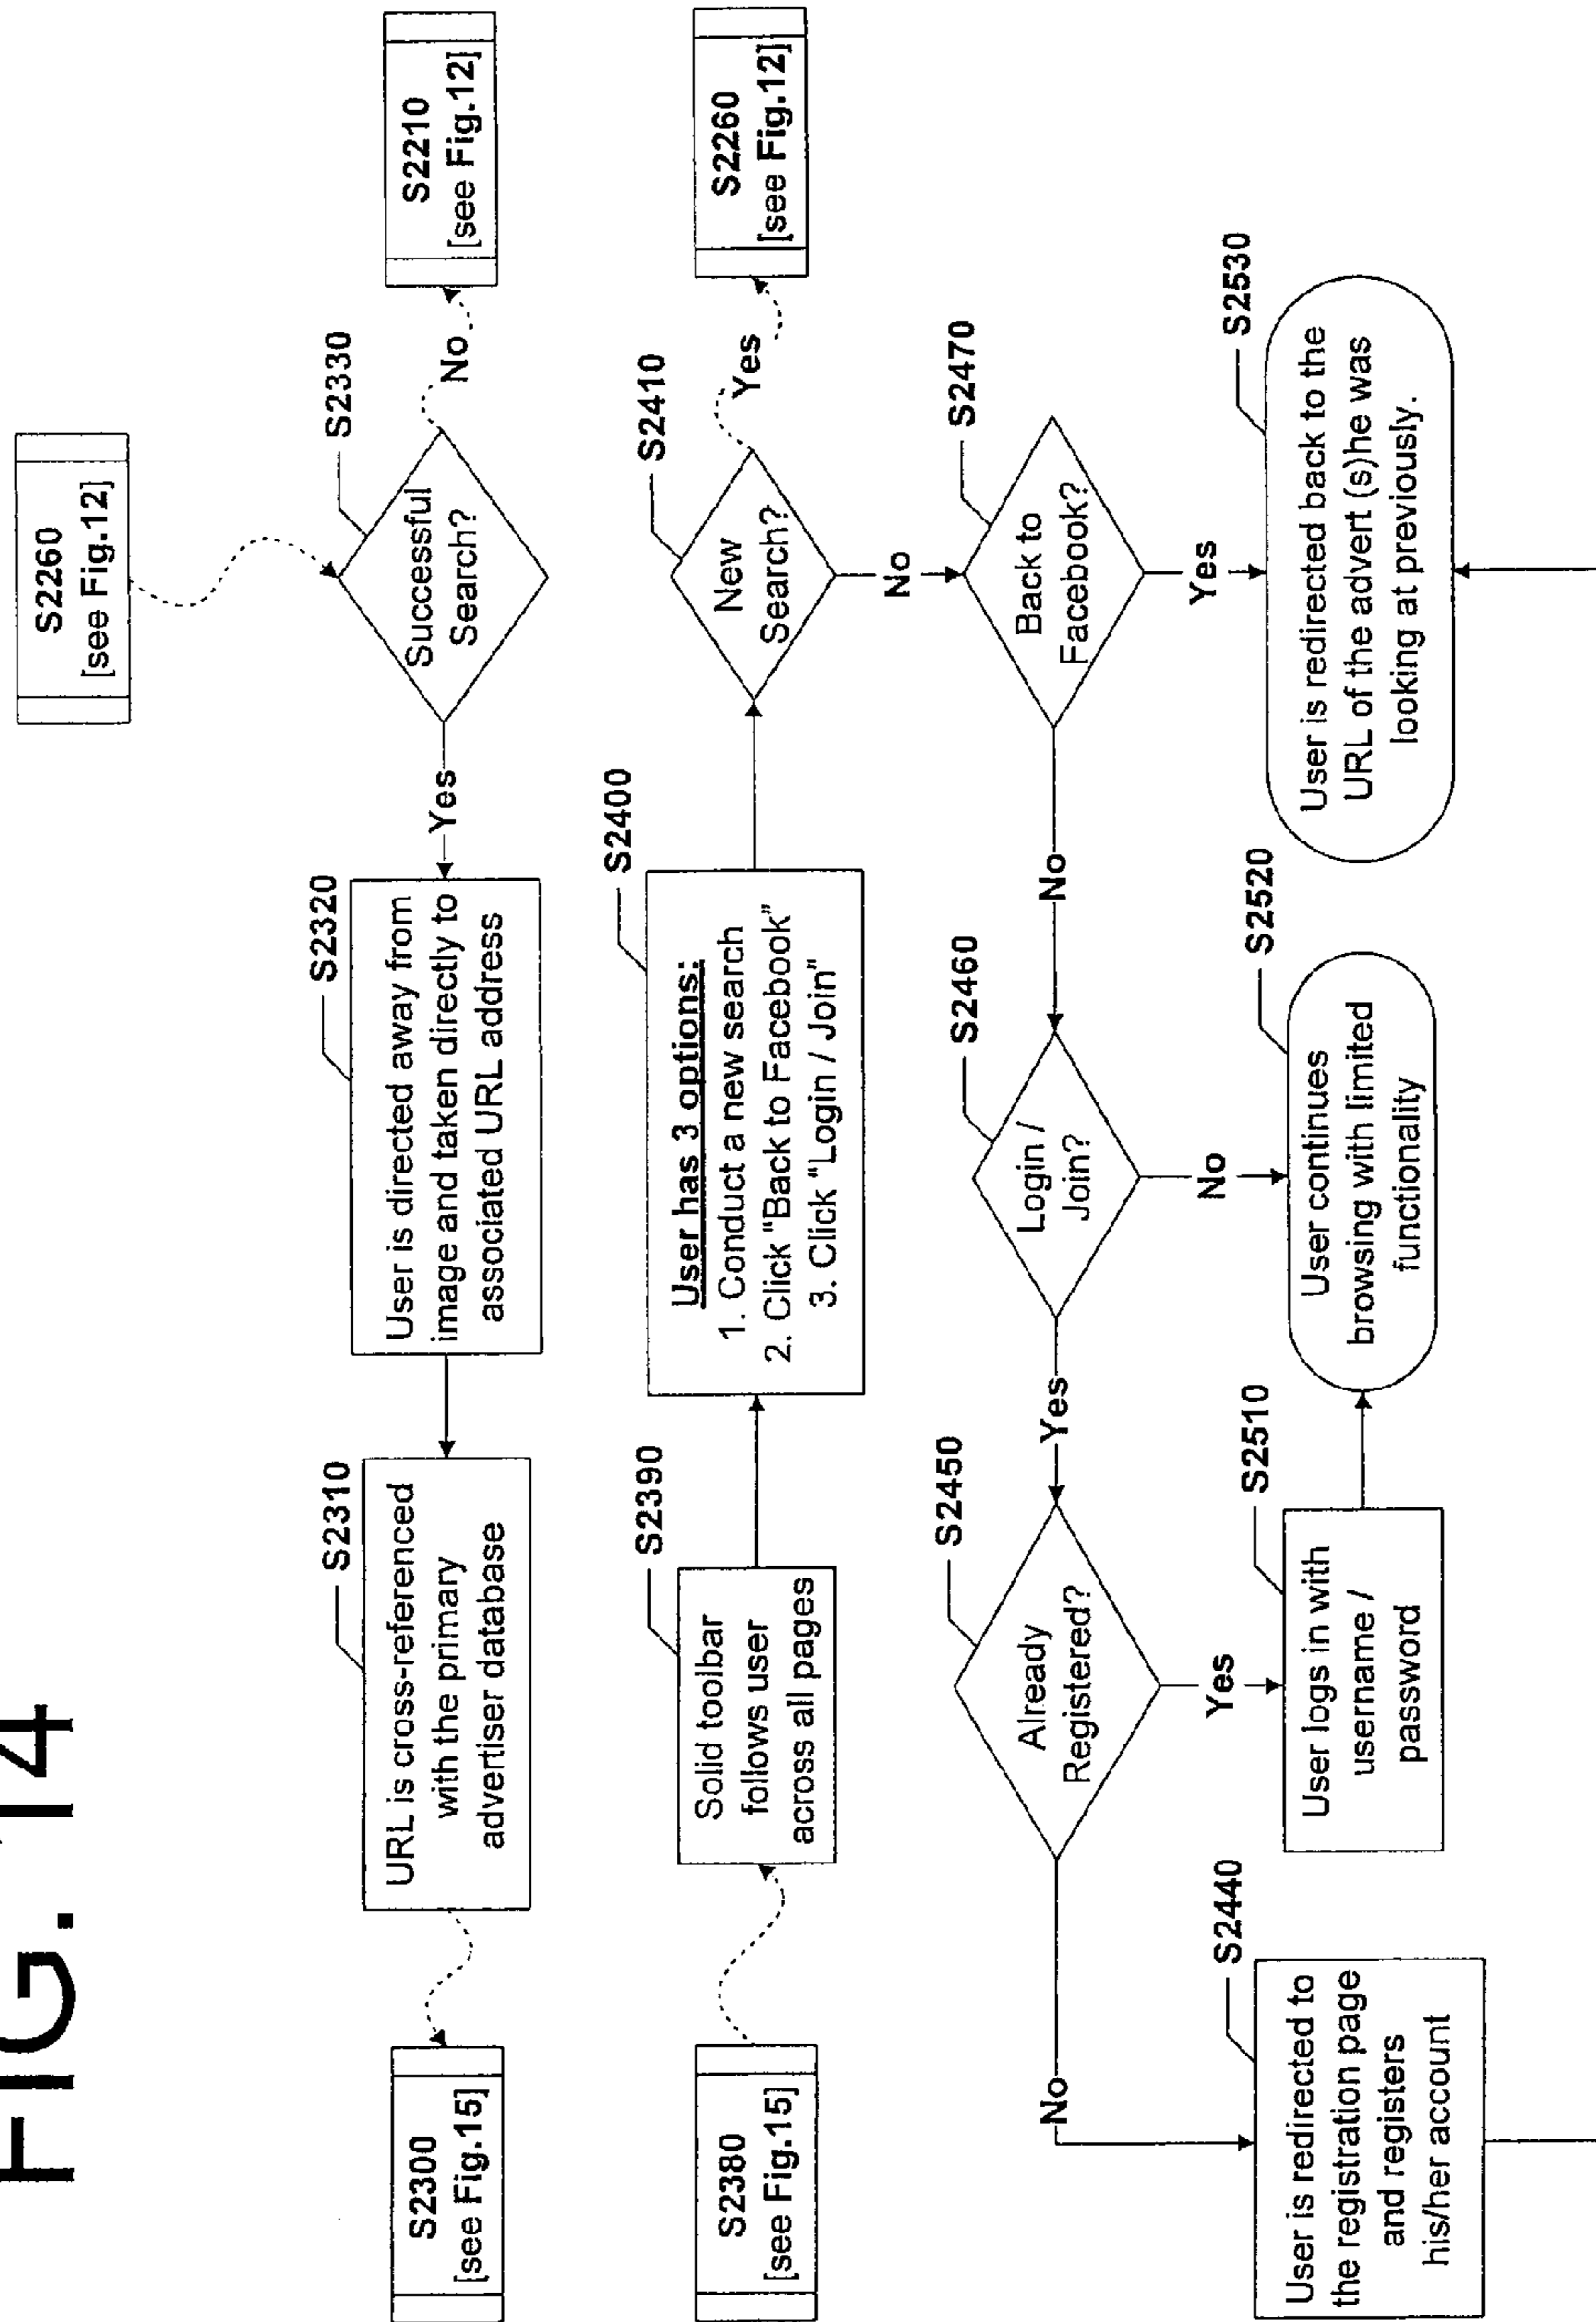 FIG. 14
S2260
[see Fig.12]
S2300
[see Fig.15]
S2310
URL is cross-referenced
with the primary
advertiser database
S2320
User is directed away from
image and taken directly to
associated URL address
Yes
S2330
Successful
Search?
No
S2210
[see Fig.12]
S2380
[see Fig.15]
S2390
Solid toolbar
follows user
across all pages
S2400
User has 3 options:
1. Conduct a new search
2. Click "Back to Facebook"
3. Click "Login / Join"
S2410
New
Search?
Yes
S2260
[see Fig.12]
No
No
S2450
Already
Registered?
Yes
S2460
Login /
Join?
No
S2470
Back to
Facebook?
S2440
User is redirected to
the registration page
and registers
his/her account
Yes
S2510
User logs in with
username /
password
No
S2520
User continues
browsing with limited
functionality
Yes
S2530
User is redirected back to the
URL of the advert (s)he was
looking at previously.